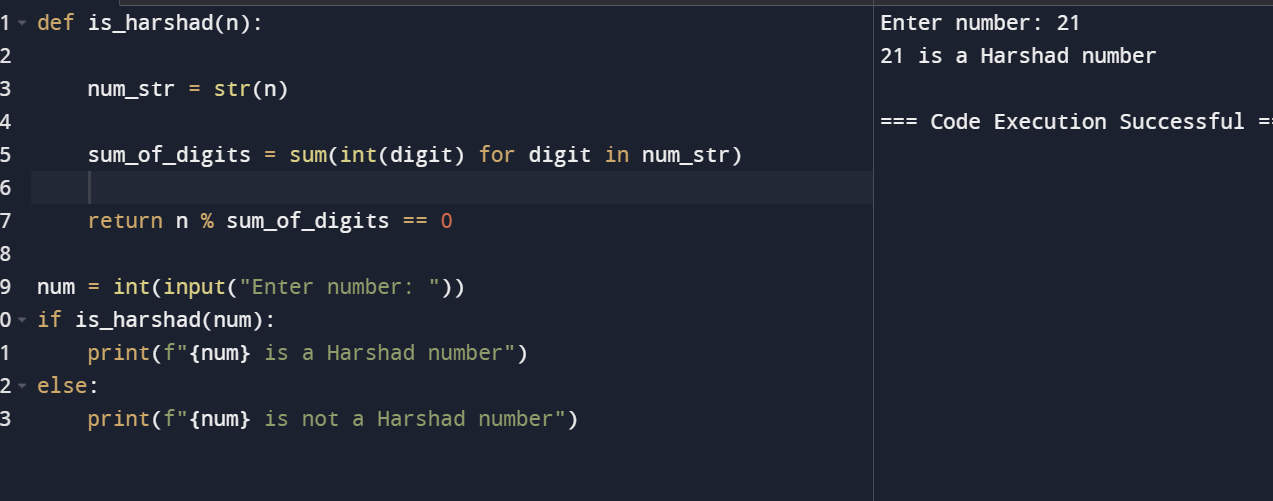 1 def is_harshad(n):
2
3 num_str = str(n)
4
5 sum_of_digits = sum(int(digit) for digit in num_str)
6
7 return n % sum_of_digits == 0
8
9 num = int(input("Enter number: "))
0 if is_harshad(num):
1 print(f"{num} is a Harshad number")
2 else:
3 print(f"{num} is not a Harshad number")
Enter number: 21
21 is a Harshad number
=== Code Execution Successful ==